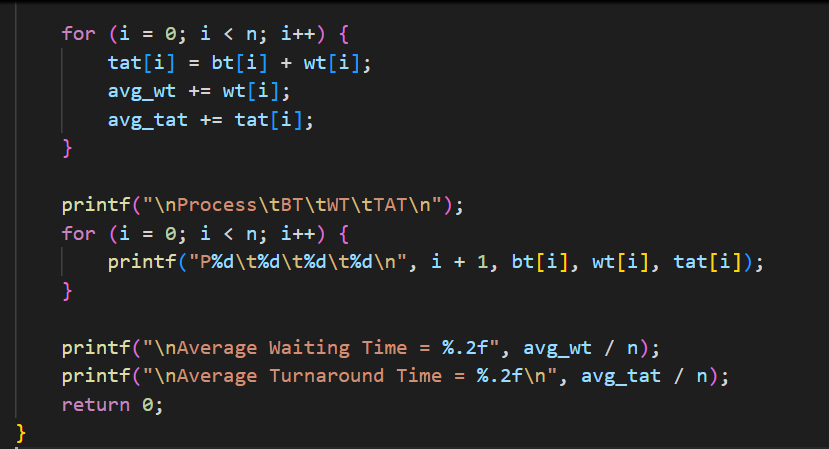 for (i = 0; i < n; i++) {
tat[i] = bt[i] + wt[i];
avg_wt += wt[i];
avg_tat += tat[i];
}
printf("\nProcess\tBT\tWT\tTAT\n");
for (i = 0; i < n; i++) {
printf("P%d\t%d\t%d\t%d\n", i + 1, bt[i], wt[i], tat[i]);
}
printf("\nAverage Waiting Time = %.2f", avg_wt / n);
printf("\nAverage Turnaround Time = %.2f\n", avg_tat / n);
return 0;
}